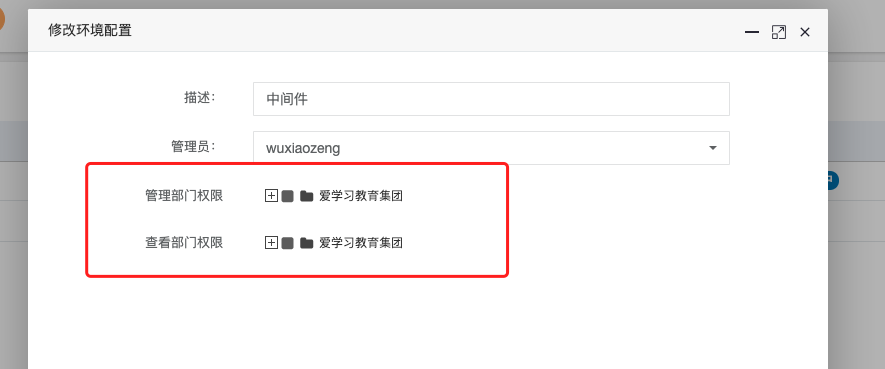 修改环境配置
描述：
中间件
管理员：
wuxiaozeng
管理部门权限
爱学习教育集团
查看部门权限
爱学习教育集团